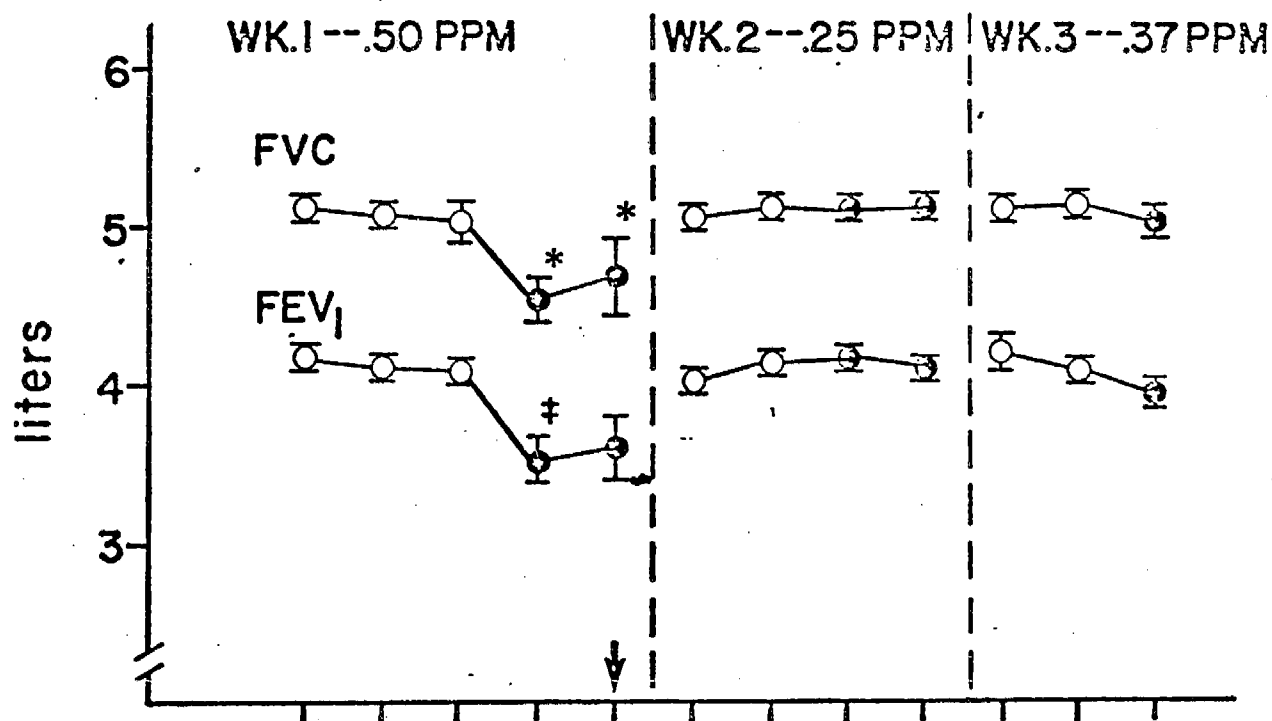 WK.1--.50 PPM
WK.2--.25 PPM
WK.3--.37 PPM
6
FVC
*
5
*
FEV1
liters
4
‡
3